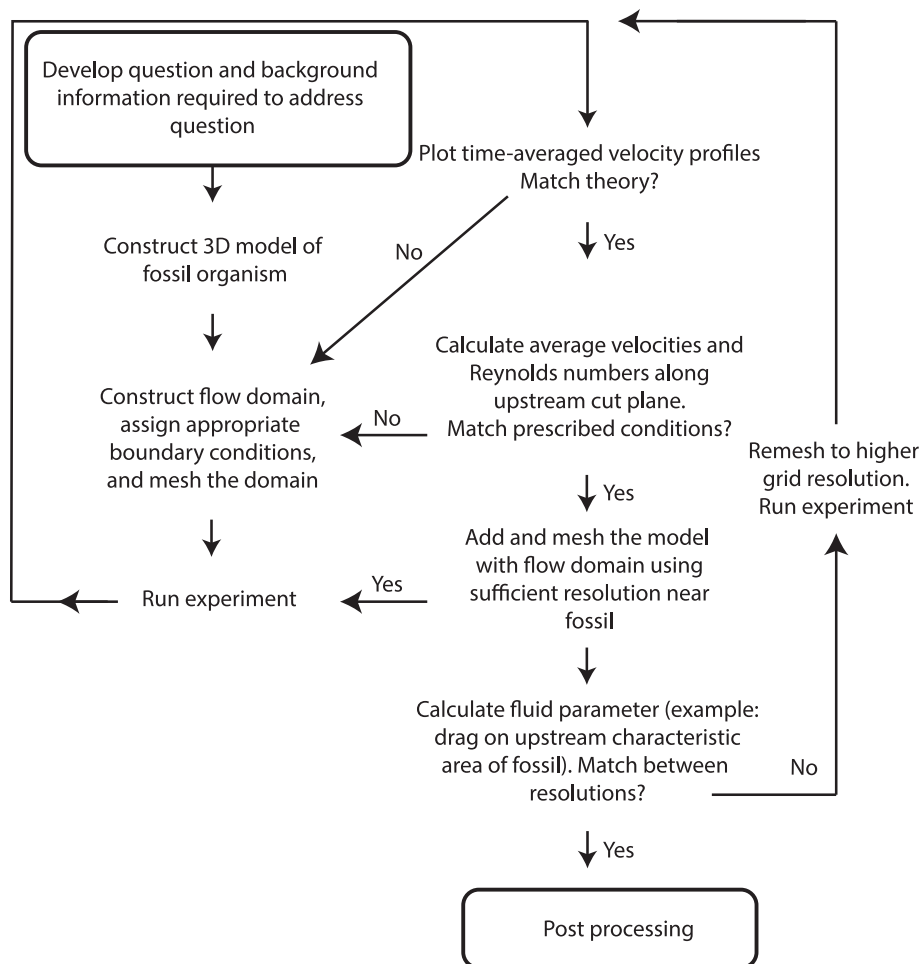 Develop question and background
information required to address
question
Construct 3D model of
fossil organism
Construct flow domain,
assign appropriate
boundary conditions,
and mesh the domain
Run experiment
Plot time-averaged velocity profiles
Match theory?
No
Yes
Calculate average velocities and
Reynolds numbers along
upstream cut plane.
Match prescribed conditions?
No
Yes
Add and mesh the model
with flow domain using
sufficient resolution near
fossil
Yes
Calculate fluid parameter (example:
drag on upstream characteristic
area of fossil). Match between
resolutions?
No
Yes
Remesh to higher
grid resolution.
Run experiment
Post processing